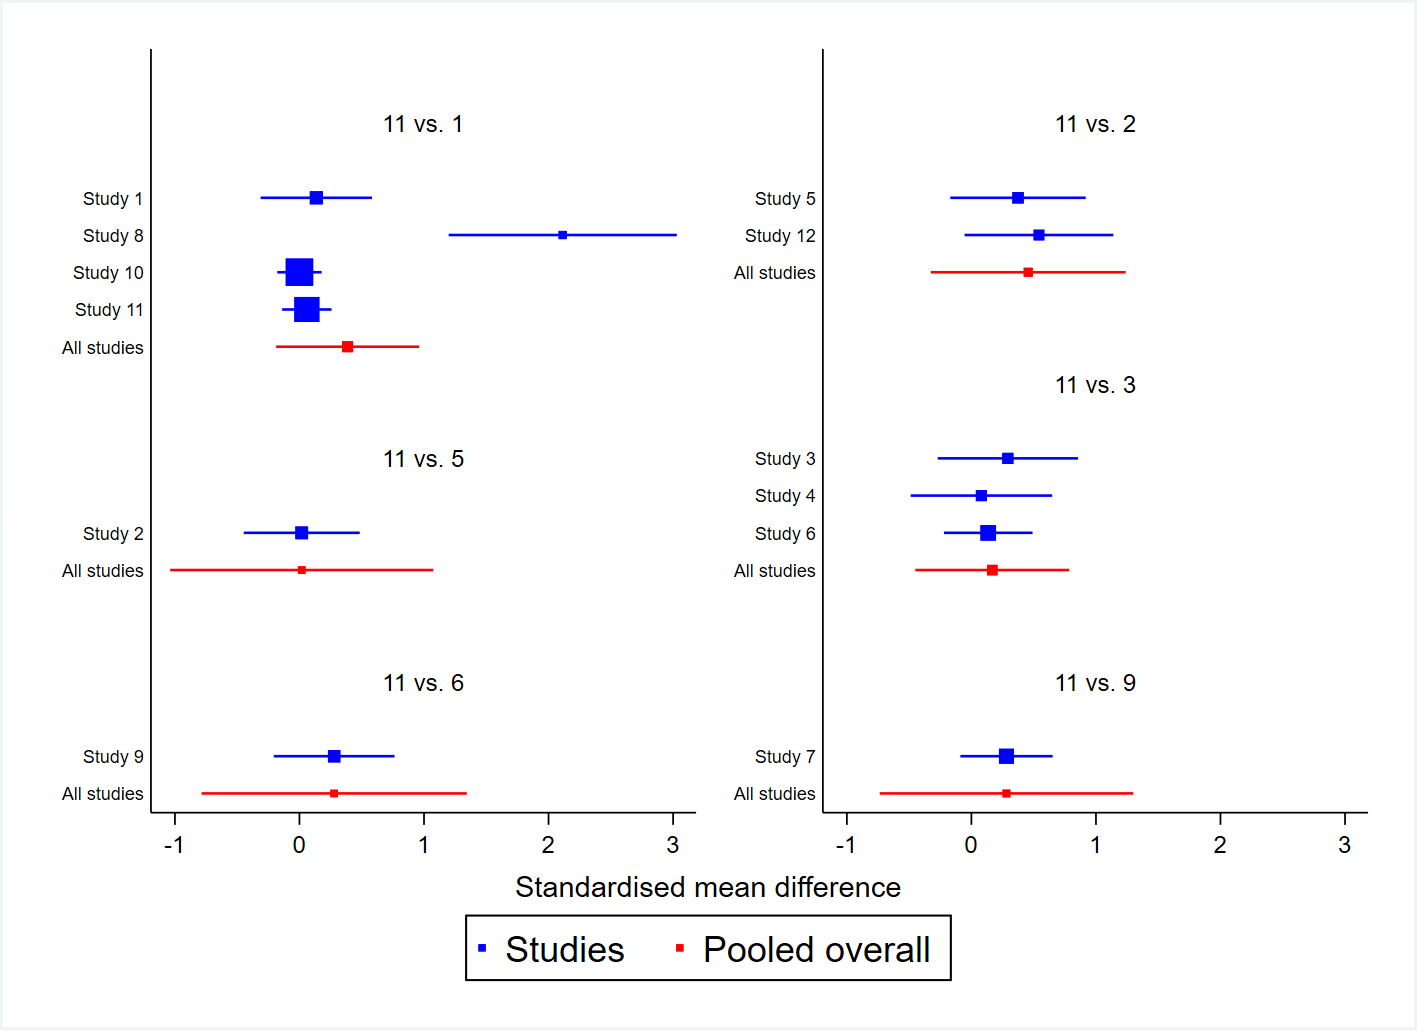 11 vs. 1
Study 1
Study 8
Study 10
Study 11
All studies
11 vs. 5
Study 2
All studies
11 vs. 6
Study 9
All studies
-1 0 1 2 3
11 vs. 2
Study 5
Study 12
All studies
11 vs. 3
Study 3
Study 4
Study 6
All studies
11 vs. 9
Study 7
All studies
-1 0 1 2 3
Standardised mean difference
Studies Pooled overall